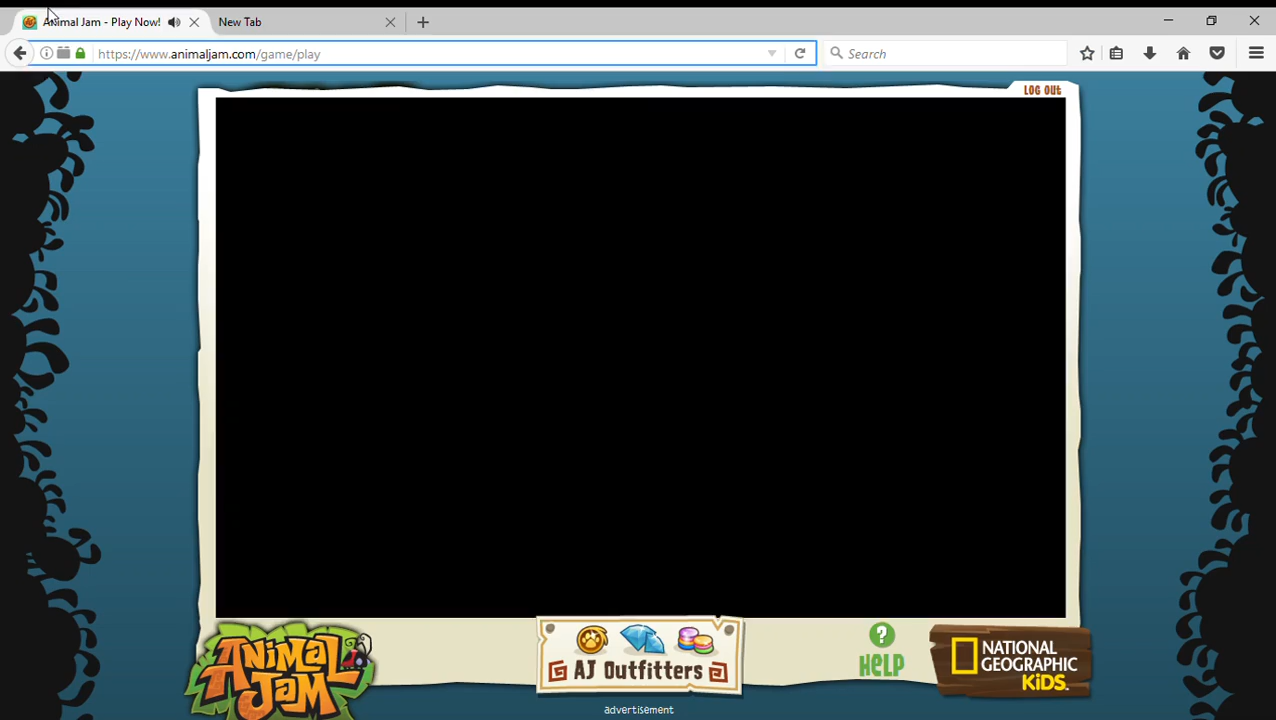 Animal Jam - Play Now!
New Tab
https://www.animaljam.com/game/play
Search
LOG OUT
ANIMAL JAM
AJ Outfitters
HELP
NATIONAL
GEOGRAPHIC
KiDS
advertisement